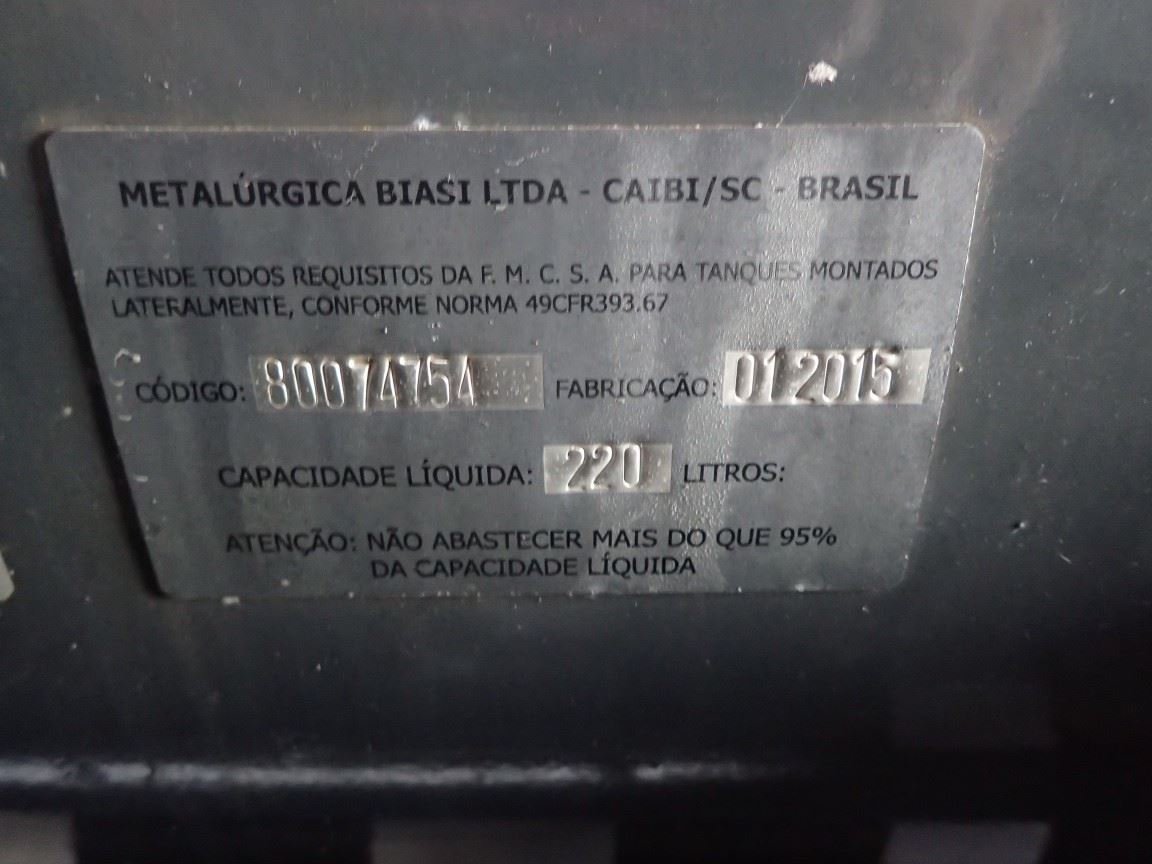 METALÚRGICA BIASI LTDA - CAIBI/SC - BRASIL
ATENDE TODOS REQUISITOS DA F. M. C. S. A. PARA TANQUES MONTADOS
LATERALMENTE, CONFORME NORMA 49CFR393.67
CÓDIGO: 80074754 FABRICAÇÃO: 01 2015
CAPACIDADE LÍQUIDA: 220 LITROS:
ATENÇÃO: NÃO ABASTECER MAIS DO QUE 95%
DA CAPACIDADE LÍQUIDA